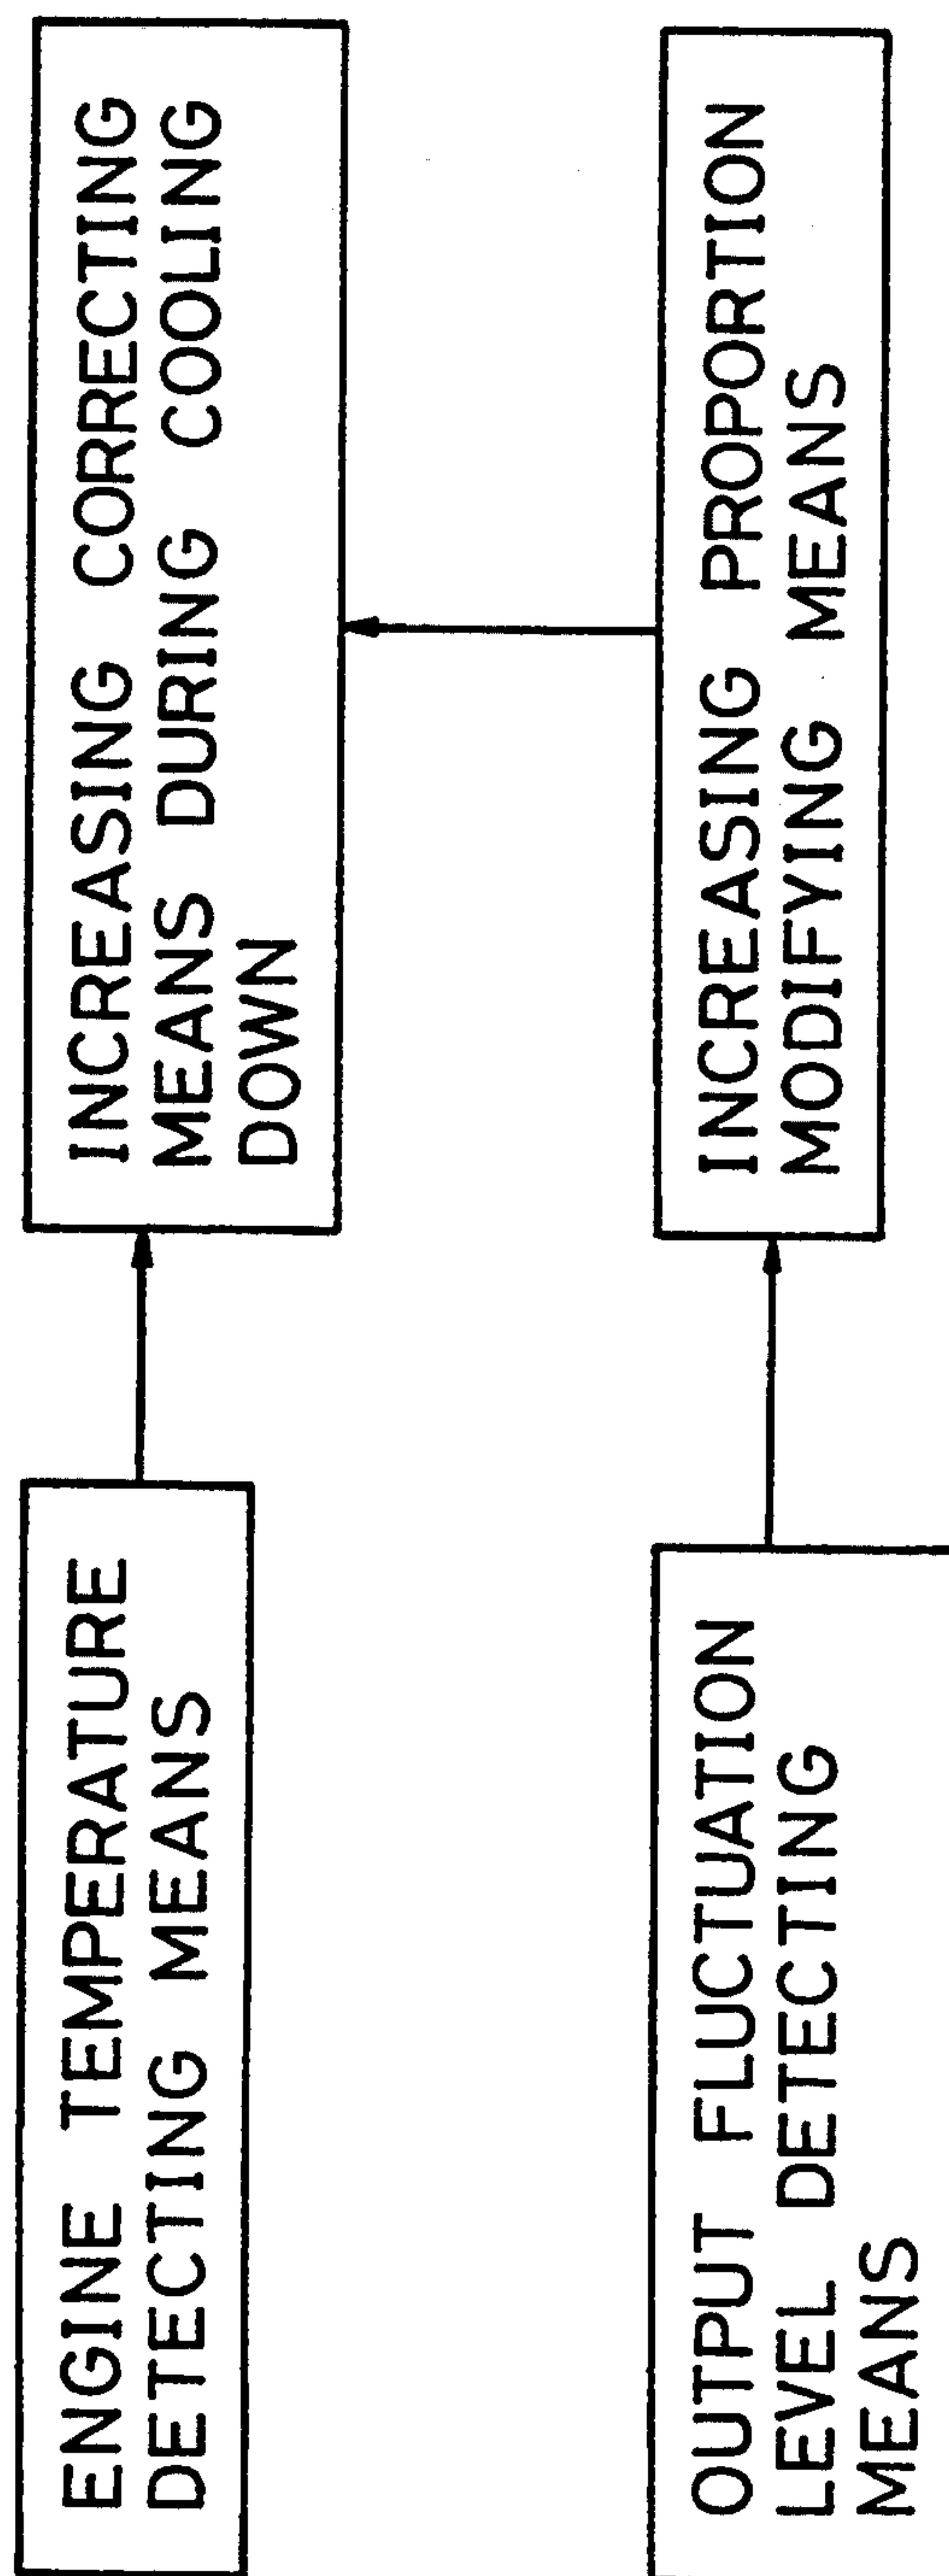 ENGINE TEMPERATURE
DETECTING MEANS
INCREASING CORRECTING
MEANS DURING COOLING
DOWN
OUTPUT FLUCTUATION
LEVEL DETECTING
MEANS
INCREASING PROPORTION
MODIFYING MEANS